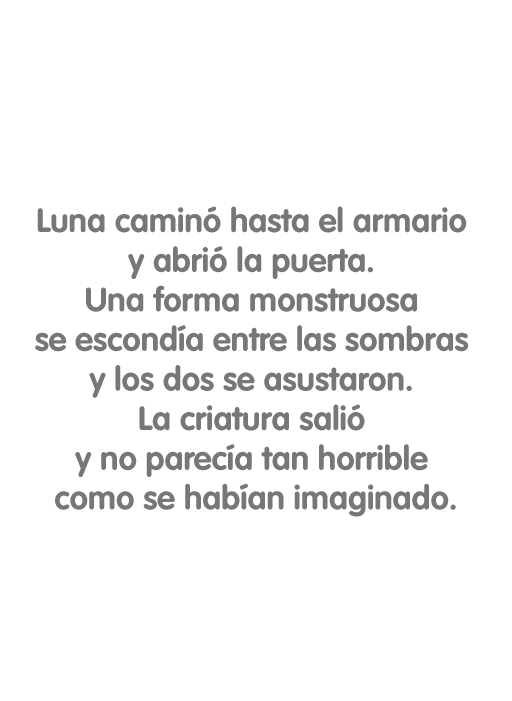 Luna caminó hasta el armario
y abrió la puerta.
Una forma monstruosa
se escondía entre las sombras
y los dos se asustaron.
La criatura salió
y no parecía tan horrible
como se habían imaginado.